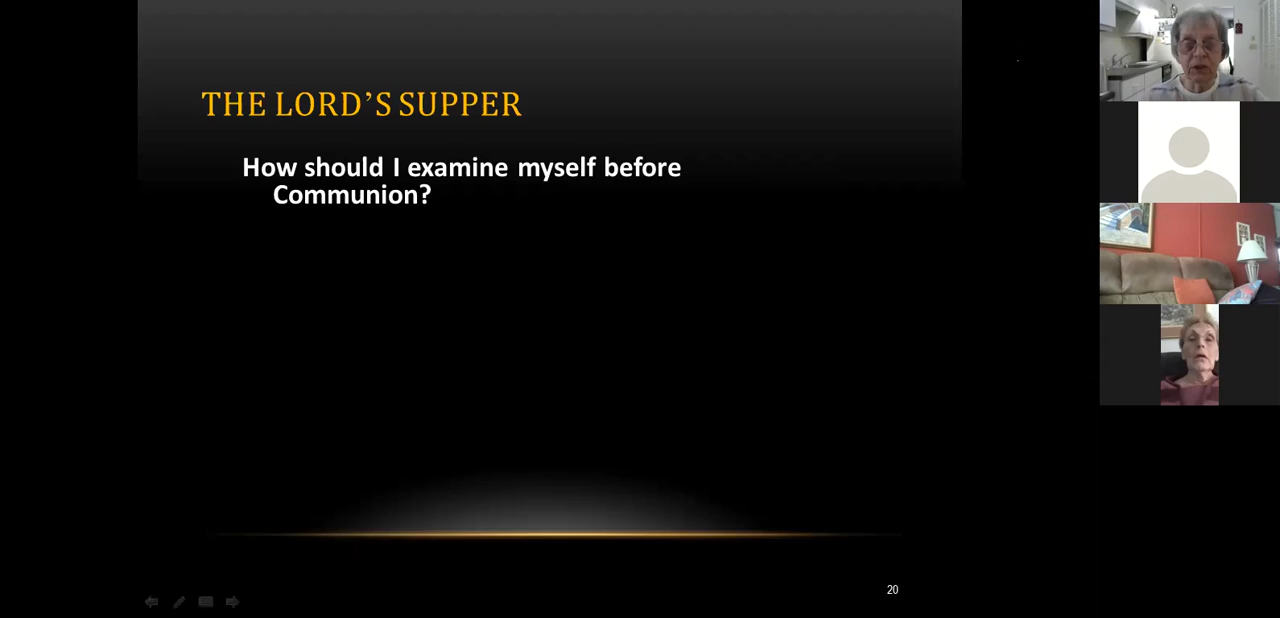 THE LORD’S SUPPER
How should I examine myself before
Communion?
20